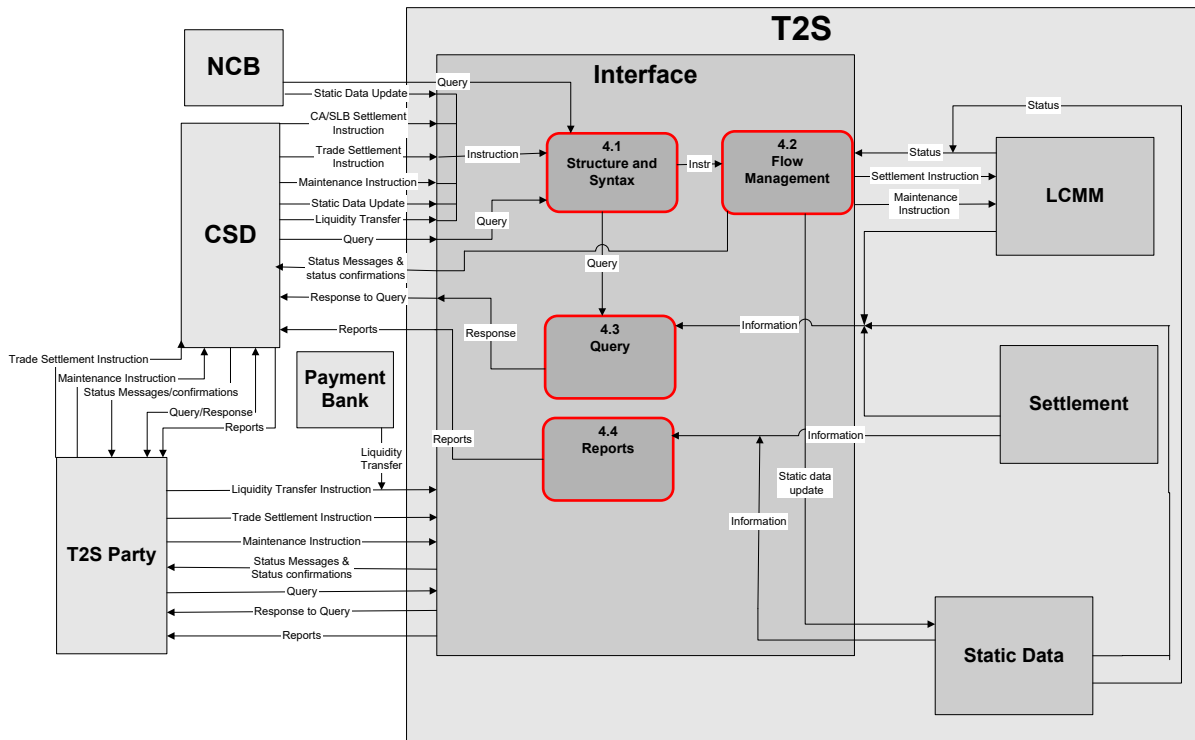 T2S
NCB
Interface
Query
Static Data Update
CA/SLB Settlement
Instruction
Trade Settlement
Instruction
Instruction
Maintenance Instruction
Static Data Update
Liquidity Transfer
Query
Query
CSD
4.1
Structure and
Syntax
Instr
4.2
Flow
Management
Status
Status
Settlement Instruction
Maintenance
Instruction
LCMM
Status Messages &
status confirmations
Query
Response to Query
Response
Reports
4.3
Query
Information
Trade Settlement Instruction
Maintenance Instruction
Status Messages/confirmations
Query/Response
Reports
Payment
Bank
Liquidity
Transfer
Reports
4.4
Reports
Information
Settlement
Static data
update
Information
T2S Party
Liquidity Transfer Instruction
Trade Settlement Instruction
Maintenance Instruction
Status Messages &
Status confirmations
Query
Response to Query
Reports
Static Data